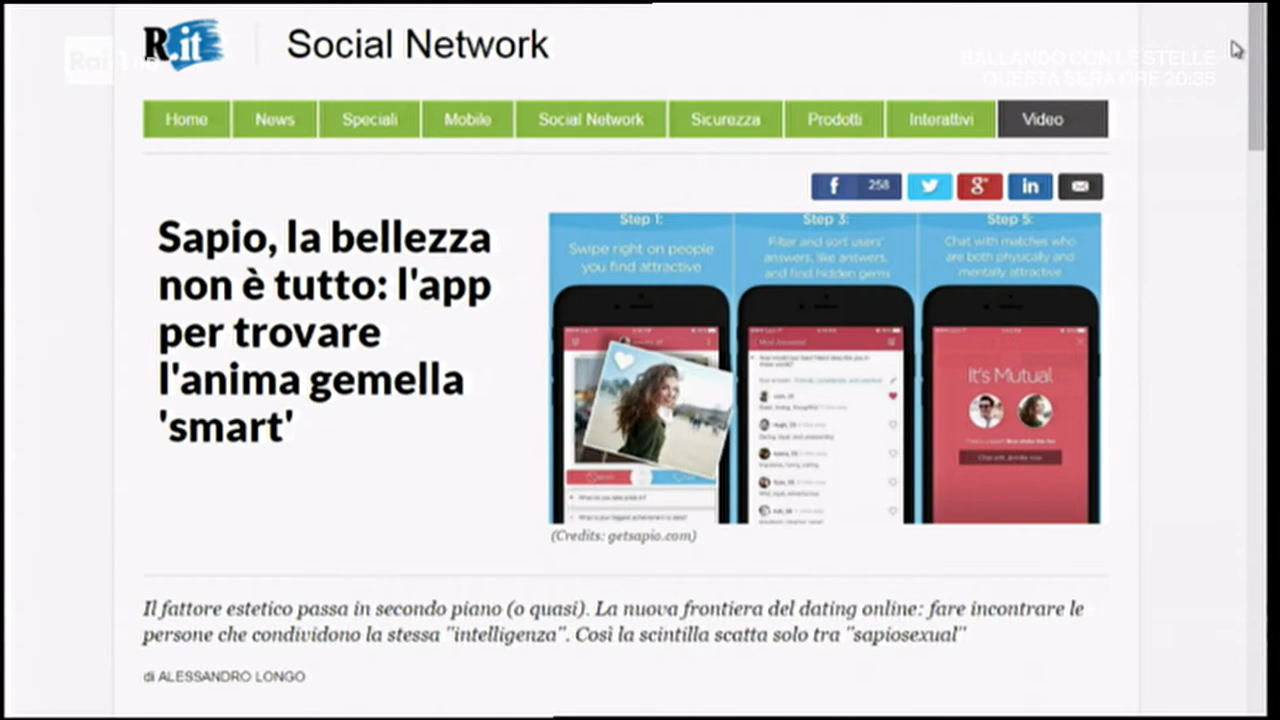 R.it
Social Network
Rai 1 HD
BALLANDO CON LE STELLE
QUESTA SERA ORE 20:35
Home News Speciali Mobile Social Network Sicurezza Prodotti Interattivi Video
258
Sapio, la bellezza
non è tutto: l'app
per trovare
l'anima gemella
'smart'
Step 1:
Swipe right on people
you find attractive
Step 3:
Filter and sort users'
answers, like answers,
and find hidden gems
Step 5:
Chat with matches who
are both physically and
mentally attractive
Most Answered
It's Mutual
(Credits: getsapio.com)
Il fattore estetico passa in secondo piano (o quasi). La nuova frontiera del dating online: fare incontrare le
persone che condividono la stessa "intelligenza". Così la scintilla scatta solo tra "sapiosexual"
di ALESSANDRO LONGO